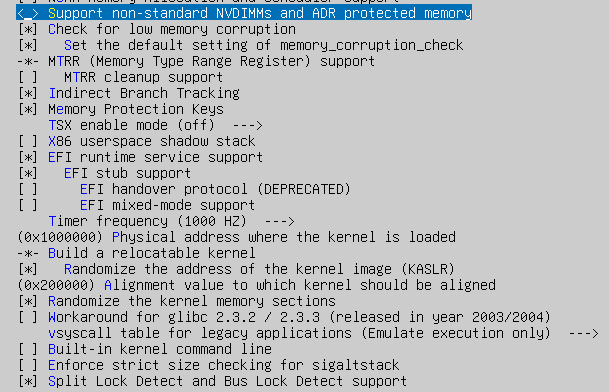 NUMA Memory Allocation and Scheduler Support
< > Support non-standard NVDIMMs and ADR protected memory
[*] Check for low memory corruption
[*]   Set the default setting of memory_corruption_check
-*- MTRR (Memory Type Range Register) support
[ ]   MTRR cleanup support
[*] Indirect Branch Tracking
[*] Memory Protection Keys
TSX enable mode (off)  --->
[ ] X86 userspace shadow stack
[*] EFI runtime service support
[*]   EFI stub support
[ ]     EFI handover protocol (DEPRECATED)
[ ]     EFI mixed-mode support
Timer frequency (1000 HZ)  --->
(0x1000000) Physical address where the kernel is loaded
-*- Build a relocatable kernel
[*]   Randomize the address of the kernel image (KASLR)
(0x200000) Alignment value to which kernel should be aligned
[*] Randomize the kernel memory sections
[ ] Workaround for glibc 2.3.2 / 2.3.3 (released in year 2003/2004)
vsyscall table for legacy applications (Emulate execution only)  --->
[ ] Built-in kernel command line
[ ] Enforce strict size checking for sigaltstack
[*] Split Lock Detect and Bus Lock Detect support